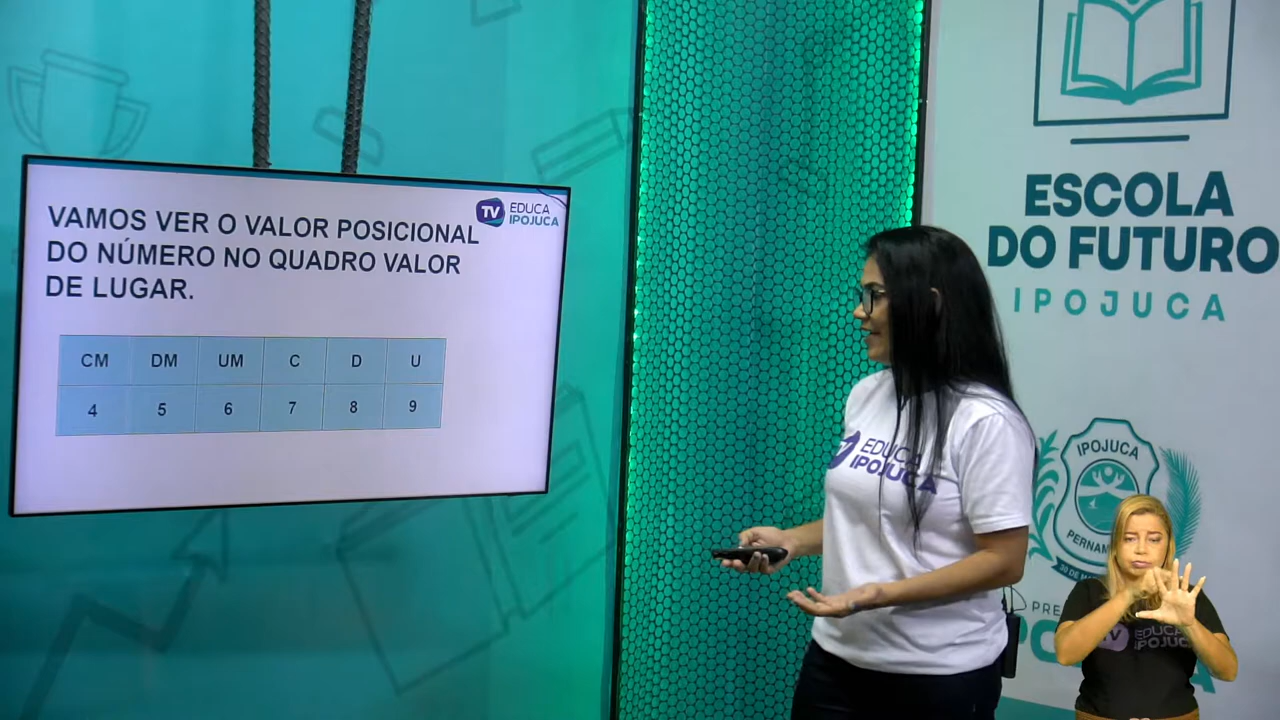 VAMOS VER O VALOR POSICIONAL
DO NÚMERO NO QUADRO VALOR
DE LUGAR.
TV EDUCA
IPOJUCA
CM DM UM C D U
4 5 6 7 8 9
ESCOLA
DO FUTURO
IPOJUCA
EDUCA
IPOJUCA
IPOJUCA
TV EDUCA
IPOJUCA